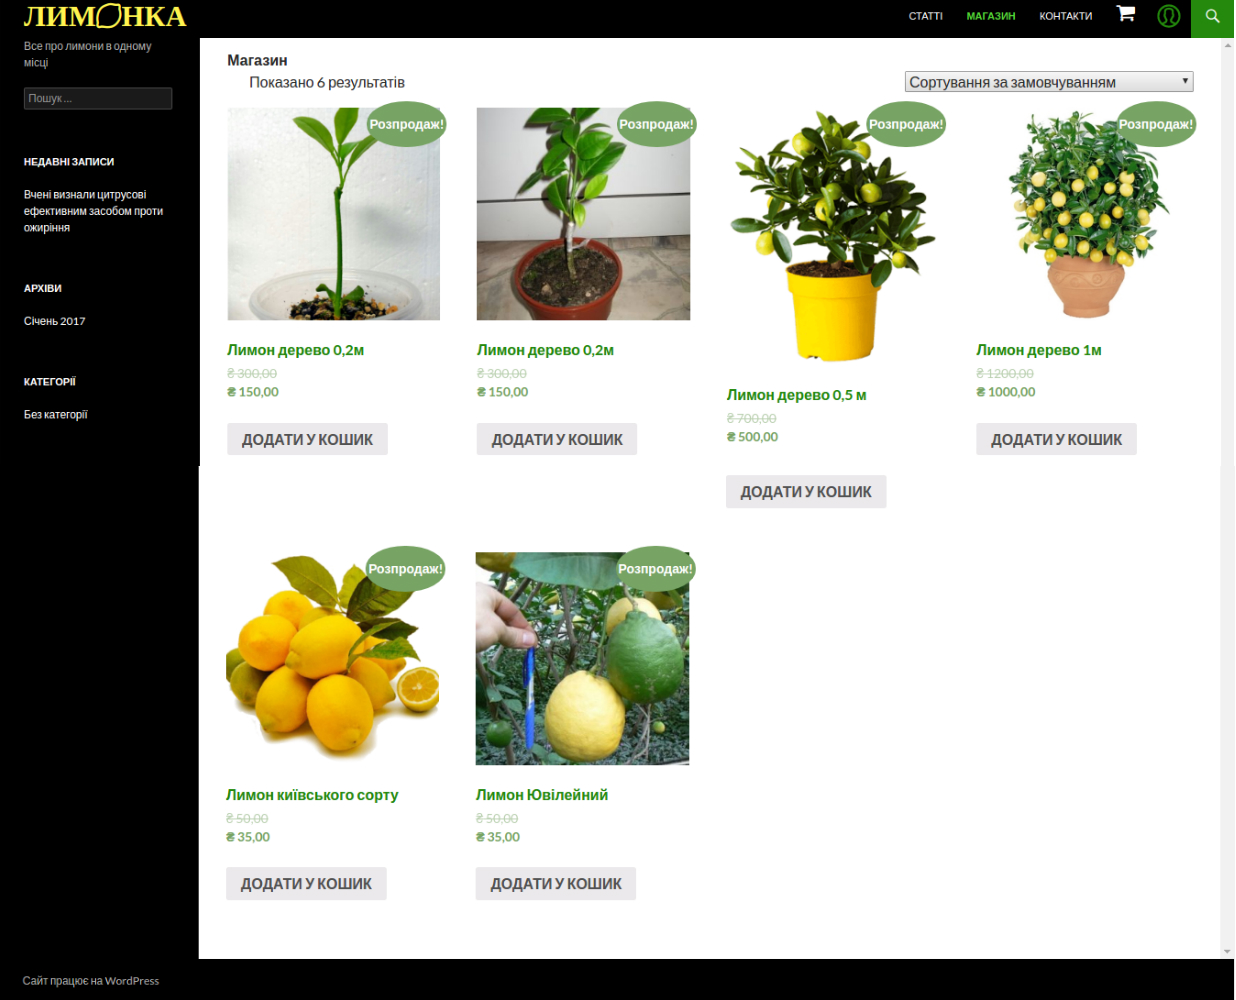 ЛИМОНКА
СТАТТІ
МАГАЗИН
КОНТАКТИ
Все про лимони в одному
місці
Пошук ...
НЕДАВНІ ЗАПИСИ
Вчені визнали цитрусові
ефективним засобом проти
ожиріння
АРХІВИ
Січень 2017
КАТЕГОРІЇ
Без категорії
Магазин
Показано 6 результатів
Сортування за замовчуванням
Розпродаж!
Лимон дерево 0,2м
₴ 300,00
₴ 150,00
ДОДАТИ У КОШИК
Розпродаж!
Лимон дерево 0,2м
₴ 300,00
₴ 150,00
ДОДАТИ У КОШИК
Розпродаж!
Лимон дерево 0,5 м
₴ 700,00
₴ 500,00
ДОДАТИ У КОШИК
Розпродаж!
Лимон дерево 1м
₴ 1200,00
₴ 1000,00
ДОДАТИ У КОШИК
Розпродаж!
Лимон київського сорту
₴ 50,00
₴ 35,00
ДОДАТИ У КОШИК
Розпродаж!
Лимон Ювілейний
₴ 50,00
₴ 35,00
ДОДАТИ У КОШИК
Сайт працює на WordPress